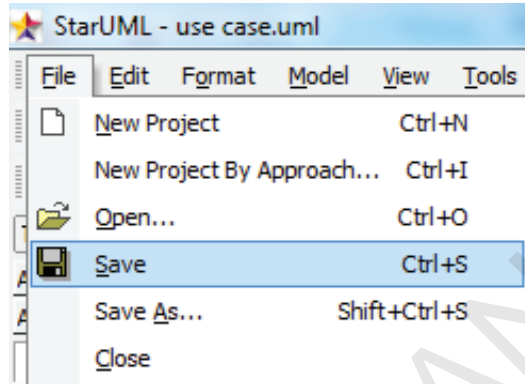 StarUML - use case.uml
File Edit Format Model View Tools
New Project Ctrl+N
New Project By Approach... Ctrl+I
Open... Ctrl+O
Save Ctrl+S
Save As... Shift+Ctrl+S
Close